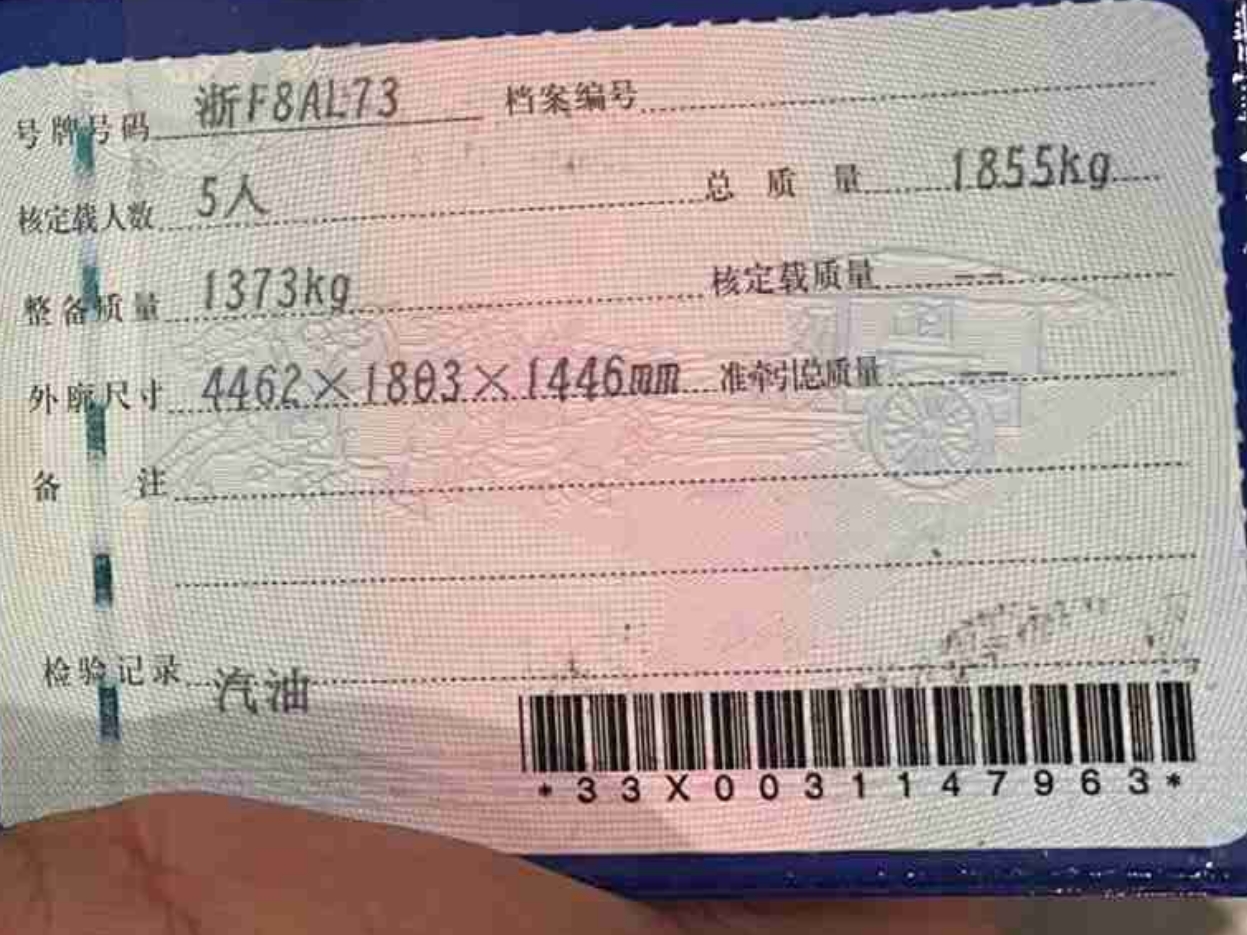 号牌号码 浙F8AL73 档案编号
核定载人数 5人 总质量 1855kg
整备质量 1373kg 核定载质量 --
外廓尺寸 4462×1803×1446mm 准牵引总质量 --
备注
检验记录 汽油
*33X0031147963*